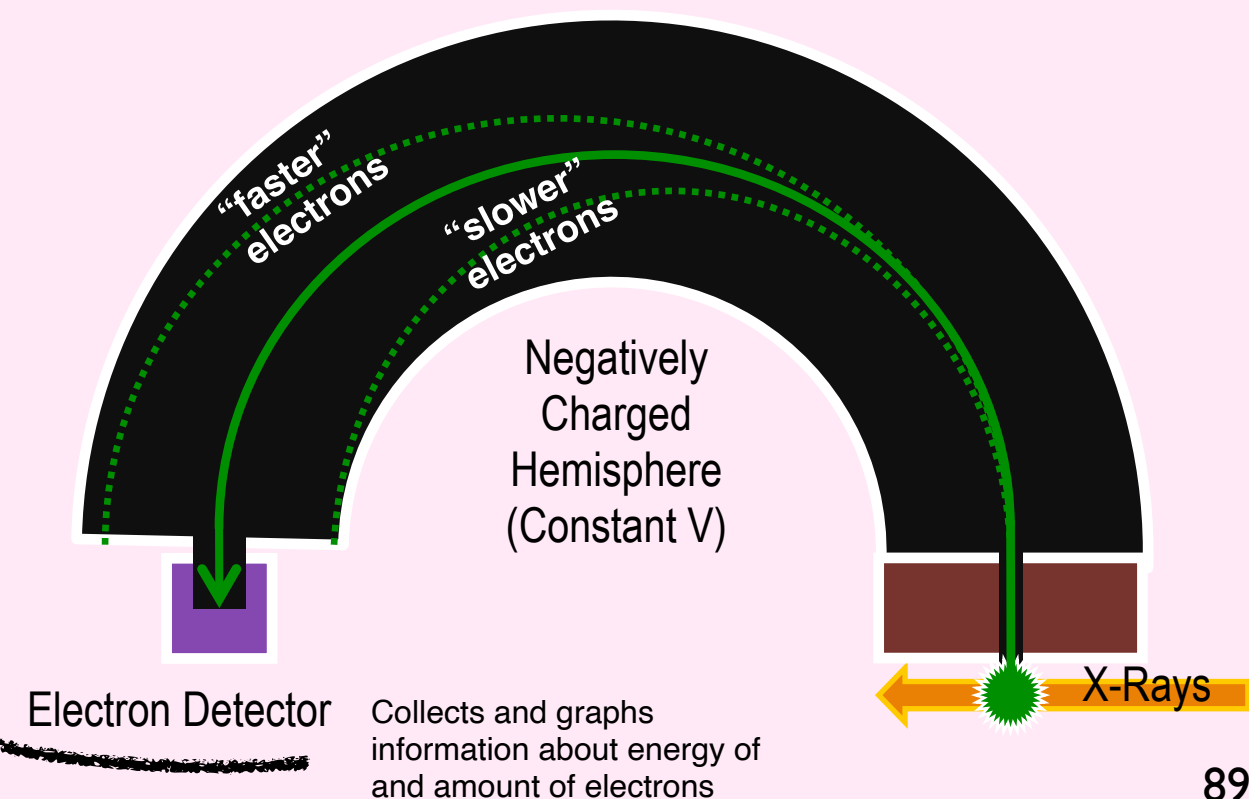 “faster”
electrons
“slower”
electrons
Negatively
Charged
Hemisphere
(Constant V)
Electron Detector
Collects and graphs
information about energy of
and amount of electrons
X-Rays
89